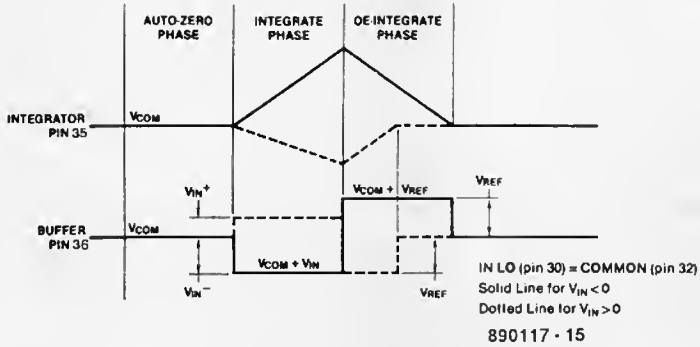 AUTO-ZERO PHASE
INTEGRATE PHASE
OE-INTEGRATE PHASE
INTEGRATOR PIN 35
VCOM
VIN+
VCOM + VREF
VREF
BUFFER PIN 36
VCOM
VCOM + VIN
VIN−
VREF
IN LO (pin 30) = COMMON (pin 32)
Solid Line for VIN < 0
Dotted Line for VIN > 0
890117 - 15